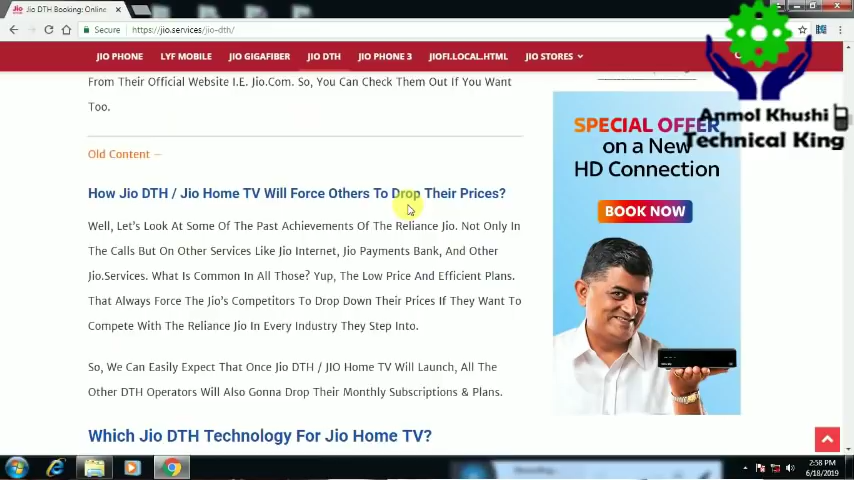 Jio DTH Booking: Online
Secure
https://jio.services/jio-dth/
JIO PHONE
LYF MOBILE
JIO GIGAFIBER
JIO DTH
JIO PHONE 3
JIOFI.LOCAL.HTML
JIO STORES
From Their Official Website I.E. Jio.Com. So, You Can Check Them Out If You Want
Too.
Old Content –
How Jio DTH / Jio Home TV Will Force Others To Drop Their Prices?
Well, Let's Look At Some Of The Past Achievements Of The Reliance Jio. Not Only In
The Calls But On Other Services Like Jio Internet, Jio Payments Bank, And Other
Jio.Services. What Is Common In All Those? Yup, The Low Price And Efficient Plans.
That Always Force The Jio's Competitors To Drop Down Their Prices If They Want To
Compete With The Reliance Jio In Every Industry They Step Into.
So, We Can Easily Expect That Once Jio DTH / JIO Home TV Will Launch, All The
Other DTH Operators Will Also Gonna Drop Their Monthly Subscriptions & Plans.
Which Jio DTH Technology For Jio Home TV?
Anmol Khushi
Technical King
SPECIAL OFFER
on a New
HD Connection
BOOK NOW
2:58 PM
6/18/2019